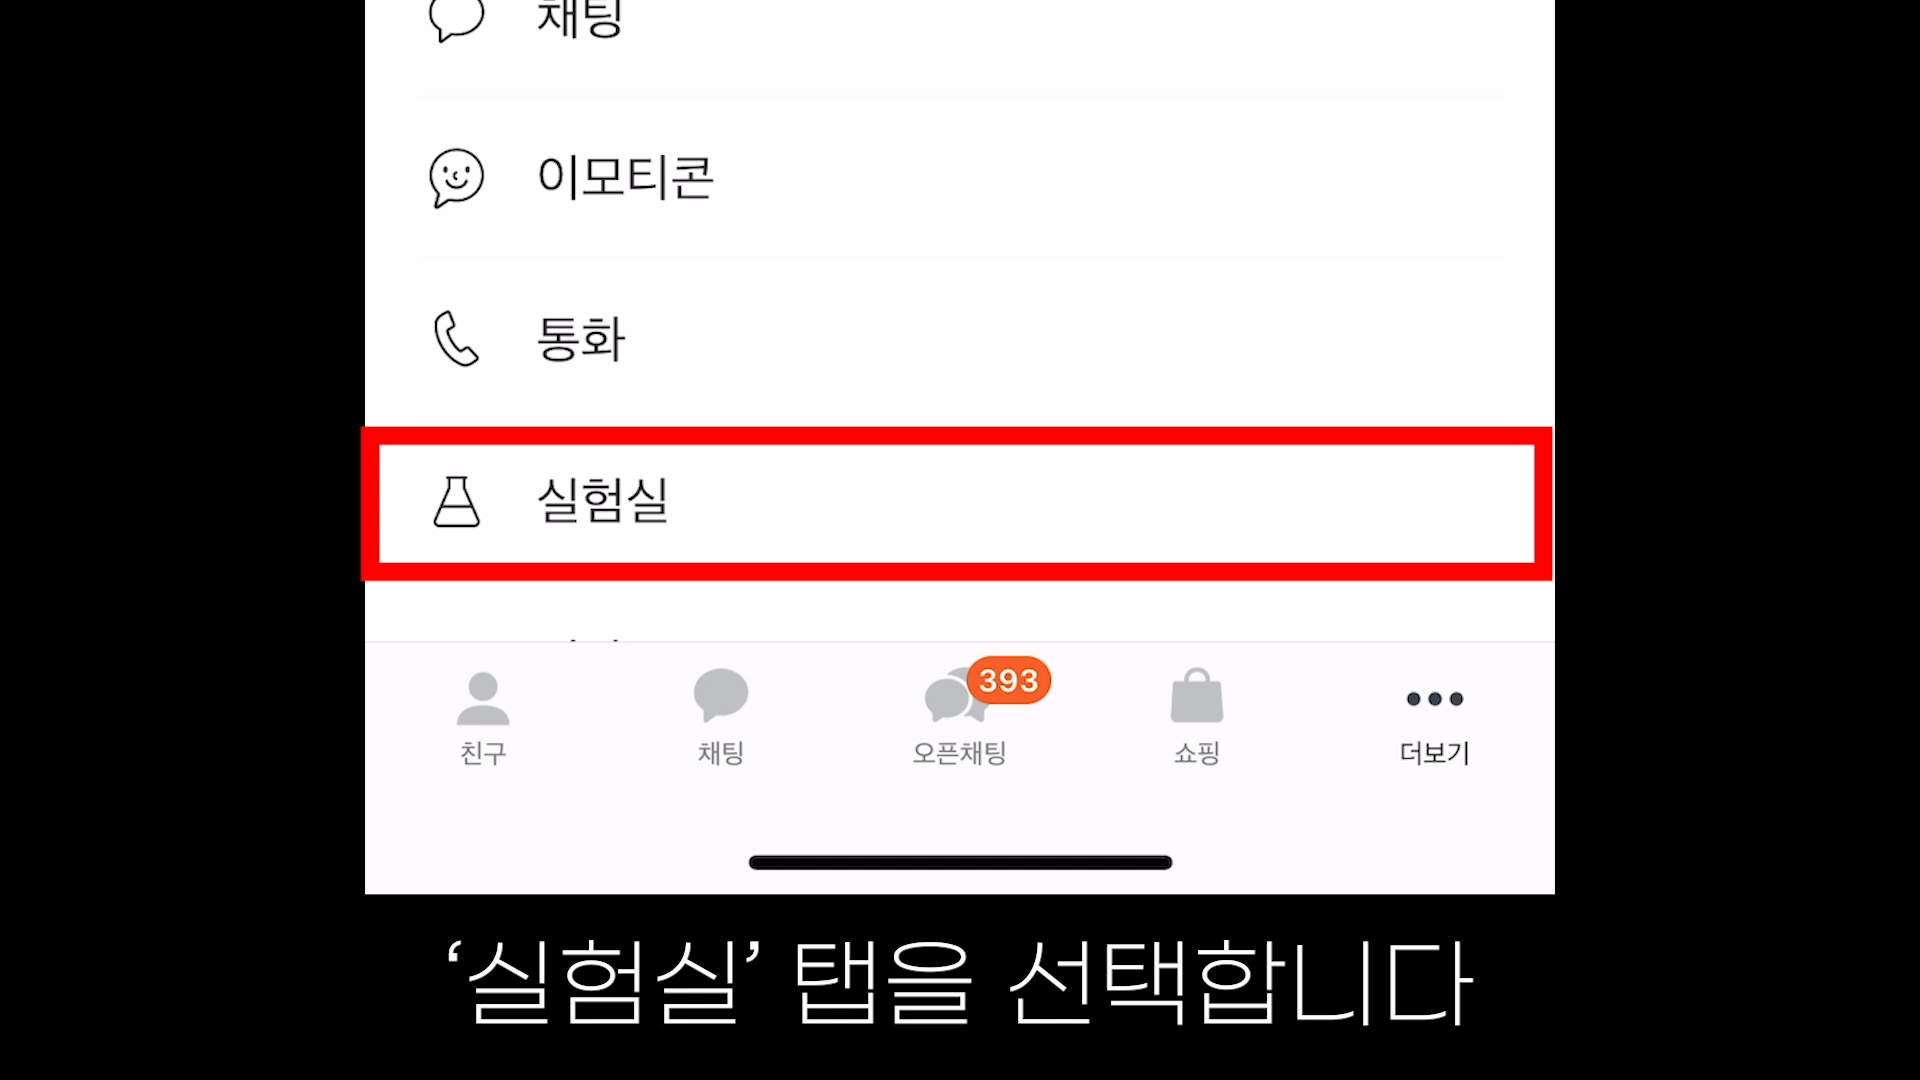 채팅
이모티콘
통화
실험실
393
친구
채팅
오픈채팅
쇼핑
더보기
‘실험실’ 탭을 선택합니다